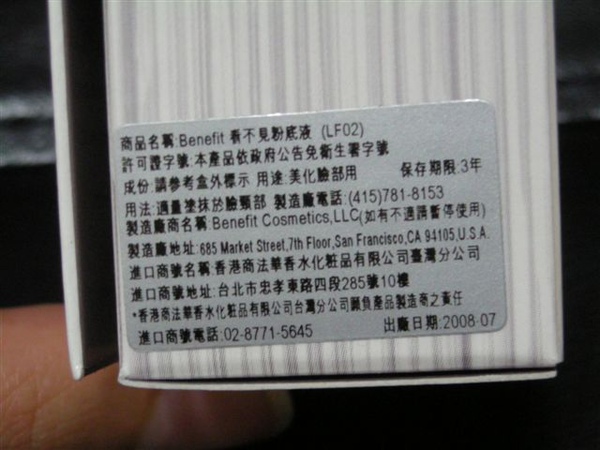 商品名稱:Benefit 看不見粉底液 (LF02)
許可證字號:本產品依政府公告免衛生署字號
成份:請參考盒外標示 用途:美化臉部用 保存期限:3年
用法:適量塗抹於臉頸部 製造廠電話:(415)781-8153
製造廠商名稱:Benefit Cosmetics,LLC(如有不適請暫停使用)
製造廠地址:685 Market Street,7th Floor,San Francisco,CA 94105,U.S.A.
進口商號名稱:香港商法華香水化粧品有限公司臺灣分公司
進口商號地址:台北市忠孝東路四段285號10樓
*香港商法華香水化粧品有限公司台灣分公司願負產品製造商之責任
進口商號電話:02-8771-5645 出廠日期:2008-07